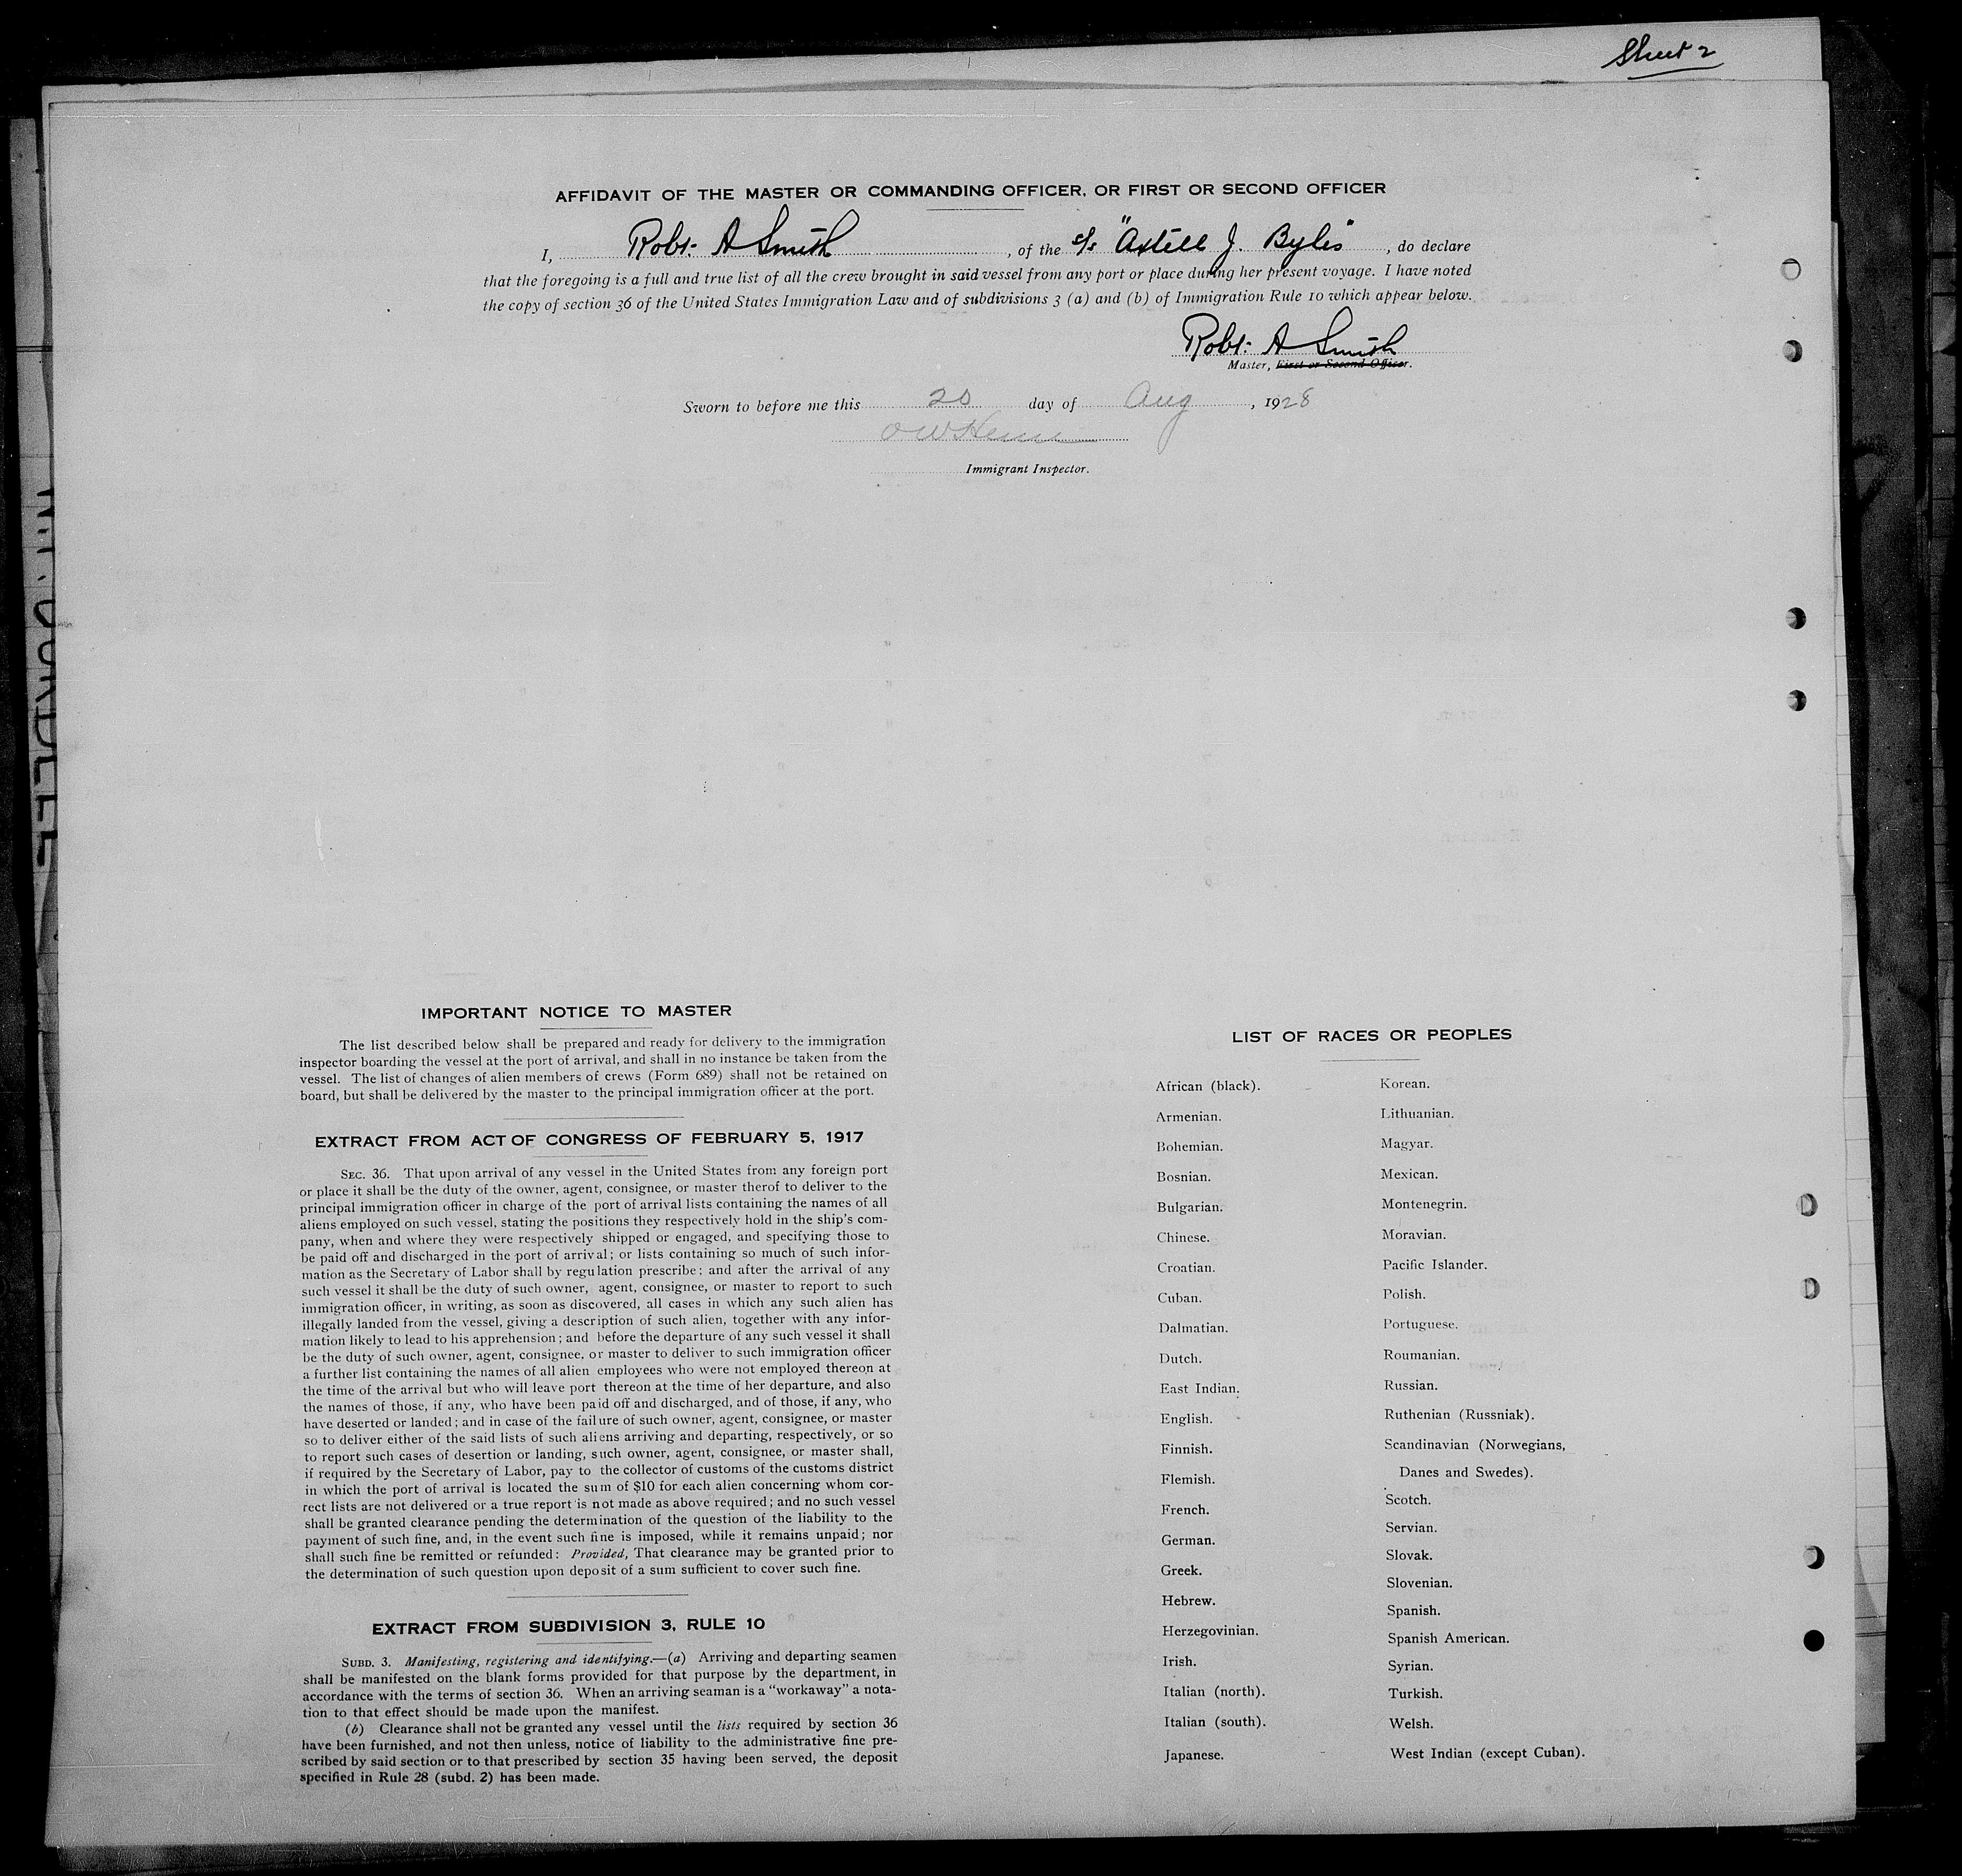 Sheet 2
AFFIDAVIT OF THE MASTER OR COMMANDING OFFICER, OR FIRST OR SECOND OFFICER
I, Robt. A Smith, of the s/s "Axtell J. Byles", do declare
that the foregoing is a full and true list of all the crew brought in said vessel from any port or place during her present voyage. I have noted
the copy of section 36 of the United States Immigration Law and of subdivisions 3 (a) and (b) of Immigration Rule 10 which appear below.
Robt. A Smith
Master, First or Second Officer.
Sworn to before me this 20 day of Aug, 1928
Immigrant Inspector.
IMPORTANT NOTICE TO MASTER
The list described below shall be prepared and ready for delivery to the immigration
inspector boarding the vessel at the port of arrival, and shall in no instance be taken from the
vessel. The list of changes of alien members of crews (Form 689) shall not be retained on
board, but shall be delivered by the master to the principal immigration officer at the port.
EXTRACT FROM ACT OF CONGRESS OF FEBRUARY 5, 1917
SEC. 36. That upon arrival of any vessel in the United States from any foreign port
or place it shall be the duty of the owner, agent, consignee, or master therof to deliver to the
principal immigration officer in charge of the port of arrival lists containing the names of all
aliens employed on such vessel, stating the positions they respectively hold in the ship's com-
pany, when and where they were respectively shipped or engaged, and specifying those to
be paid off and discharged in the port of arrival; or lists containing so much of such infor-
mation as the Secretary of Labor shall by regulation prescribe; and after the arrival of any
such vessel it shall be the duty of such owner, agent, consignee, or master to report to such
immigration officer, in writing, as soon as discovered, all cases in which any such alien has
illegally landed from the vessel, giving a description of such alien, together with any infor-
mation likely to lead to his apprehension; and before the departure of any such vessel it shall
be the duty of such owner, agent, consignee, or master to deliver to such immigration officer
a further list containing the names of all alien employees who were not employed thereon at
the time of the arrival but who will leave port thereon at the time of her departure, and also
the names of those, if any, who have been paid off and discharged, and of those, if any, who
have deserted or landed; and in case of the failure of such owner, agent, consignee, or master
so to deliver either of the said lists of such aliens arriving and departing, respectively, or so
to report such cases of desertion or landing, such owner, agent, consignee, or master shall,
if required by the Secretary of Labor, pay to the collector of customs of the customs district
in which the port of arrival is located the sum of $10 for each alien concerning whom cor-
rect lists are not delivered or a true report is not made as above required; and no such vessel
shall be granted clearance pending the determination of the question of the liability to the
payment of such fine, and, in the event such fine is imposed, while it remains unpaid; nor
shall such fine be remitted or refunded: Provided, That clearance may be granted prior to
the determination of such question upon deposit of a sum sufficient to cover such fine.
EXTRACT FROM SUBDIVISION 3, RULE 10
SUBD. 3. Manifesting, registering and identifying.—(a) Arriving and departing seamen
shall be manifested on the blank forms provided for that purpose by the department, in
accordance with the terms of section 36. When an arriving seaman is a "workaway" a nota-
tion to that effect should be made upon the manifest.
(b) Clearance shall not be granted any vessel until the lists required by section 36
have been furnished, and not then unless, notice of liability to the administrative fine pre-
scribed by said section or to that prescribed by section 35 having been served, the deposit
specified in Rule 28 (subd. 2) has been made.
LIST OF RACES OR PEOPLES
African (black).
Armenian.
Bohemian.
Bosnian.
Bulgarian.
Chinese.
Croatian.
Cuban.
Dalmatian.
Dutch.
East Indian.
English.
Finnish.
Flemish.
French.
German.
Greek.
Hebrew.
Herzegovinian.
Irish.
Italian (north).
Italian (south).
Japanese.
Korean.
Lithuanian.
Magyar.
Mexican.
Montenegrin.
Moravian.
Pacific Islander.
Polish.
Portuguese.
Roumanian.
Russian.
Ruthenian (Russniak).
Scandinavian (Norwegians,
Danes and Swedes).
Scotch.
Servian.
Slovak.
Slovenian.
Spanish.
Spanish American.
Syrian.
Turkish.
Welsh.
West Indian (except Cuban).